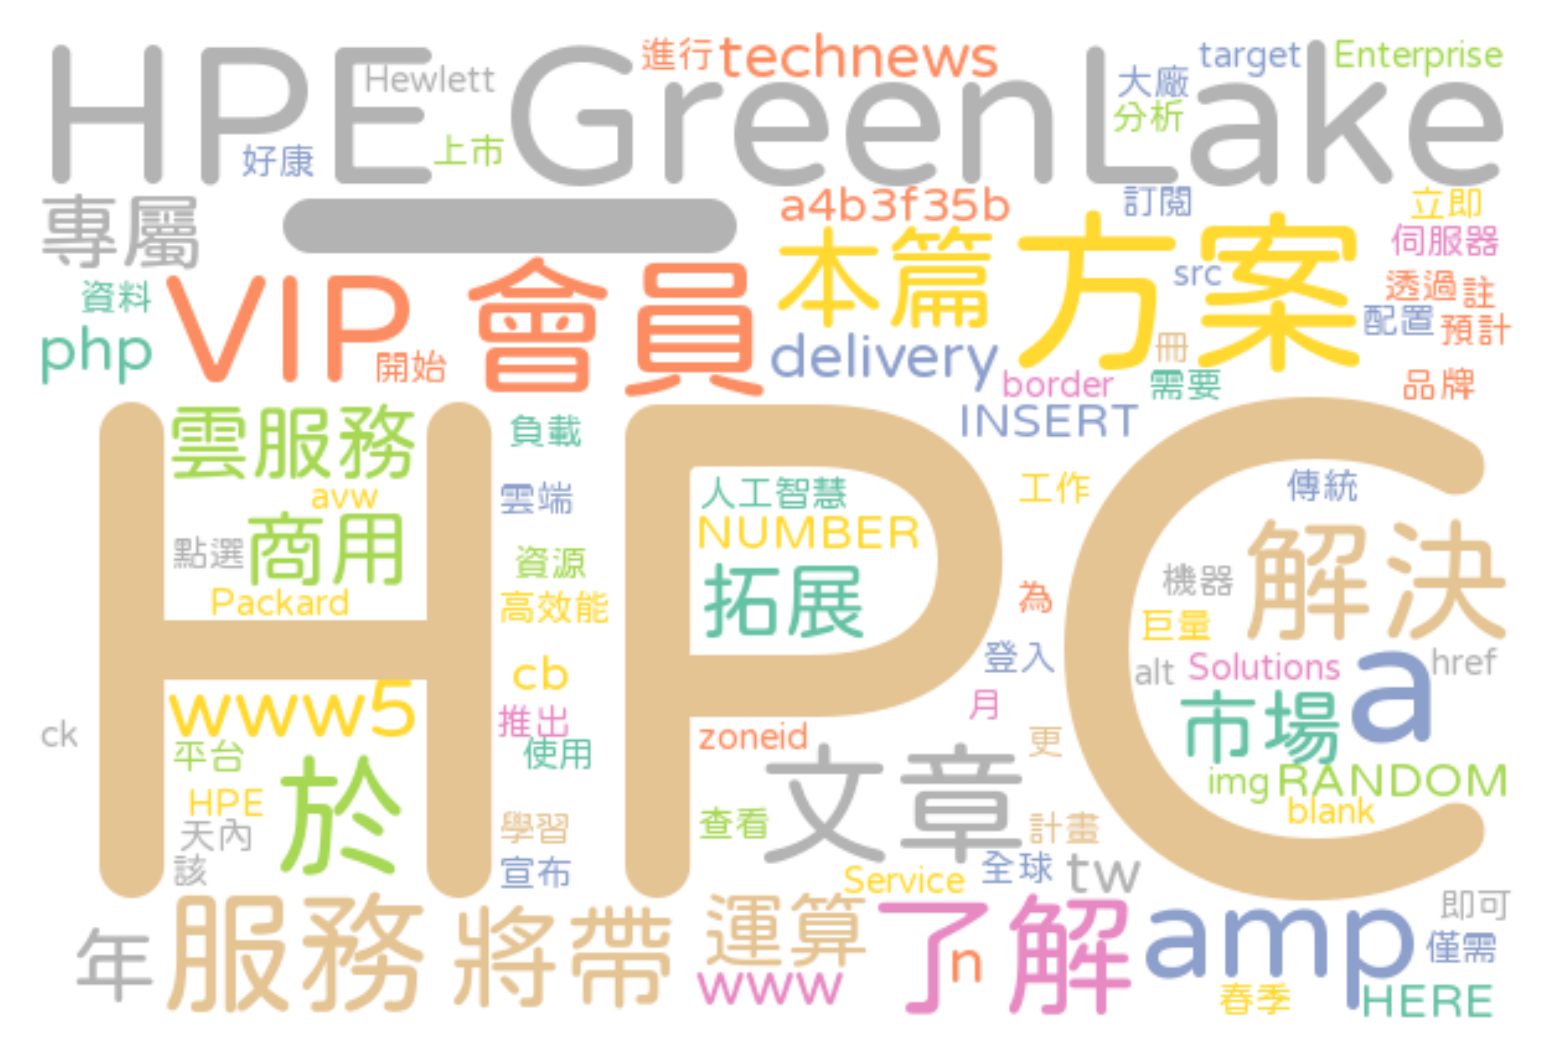 HPE GreenLake
Hewlett
進行
technews
大廠
target
Enterprise
分析
好康
上市
專屬
a4b3f35b
訂閱
立即
伺服器
資料
VIP 會員
本篇
方案
src
透過
註
配置
預計
php
開始
delivery
冊
border
需要
品牌
雲服務
負載
INSERT
avw
雲端
人工智慧
工作
傳統
點選
商用
NUMBER
解決
資源
拓展
機器
Packard
高效能
為
巨量
HPC
登入
cb
alt
Solutions
a
href
www5
推出
月
市場
ck
平台
使用
zoneid
更
img
RANDOM
HPE
於
文章
blank
天內
學習
查看
計畫
該
宣布
Service
全球
tw
年
服務
將帶
運算
了解
amp
即可
僅需
www
n
春季
HERE